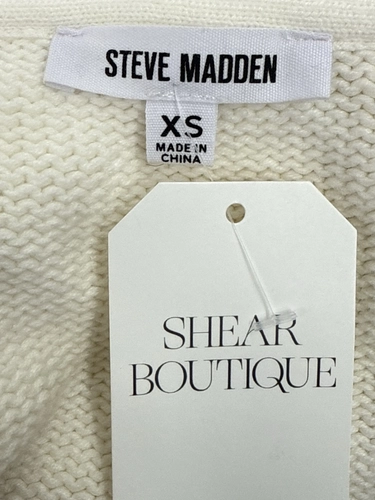 STEVE MADDEN
XS
MADE IN
CHINA
SHEAR
BOUTIQUE